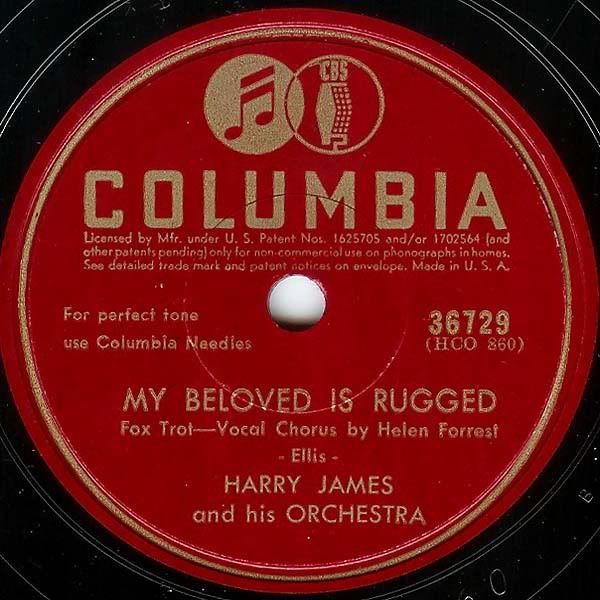 CBS
COLUMBIA
Licensed by Mfr. under U. S. Patent Nos. 1625705 and/or 1702564 (and
other patents pending) only for non-commercial use on phonographs in homes.
See detailed trade mark and patent notices on envelope. Made in U. S. A.
For perfect tone
use Columbia Needles
36729
(HCO 860)
MY BELOVED IS RUGGED
Fox Trot—Vocal Chorus by Helen Forrest
- Ellis -
HARRY JAMES
and his ORCHESTRA